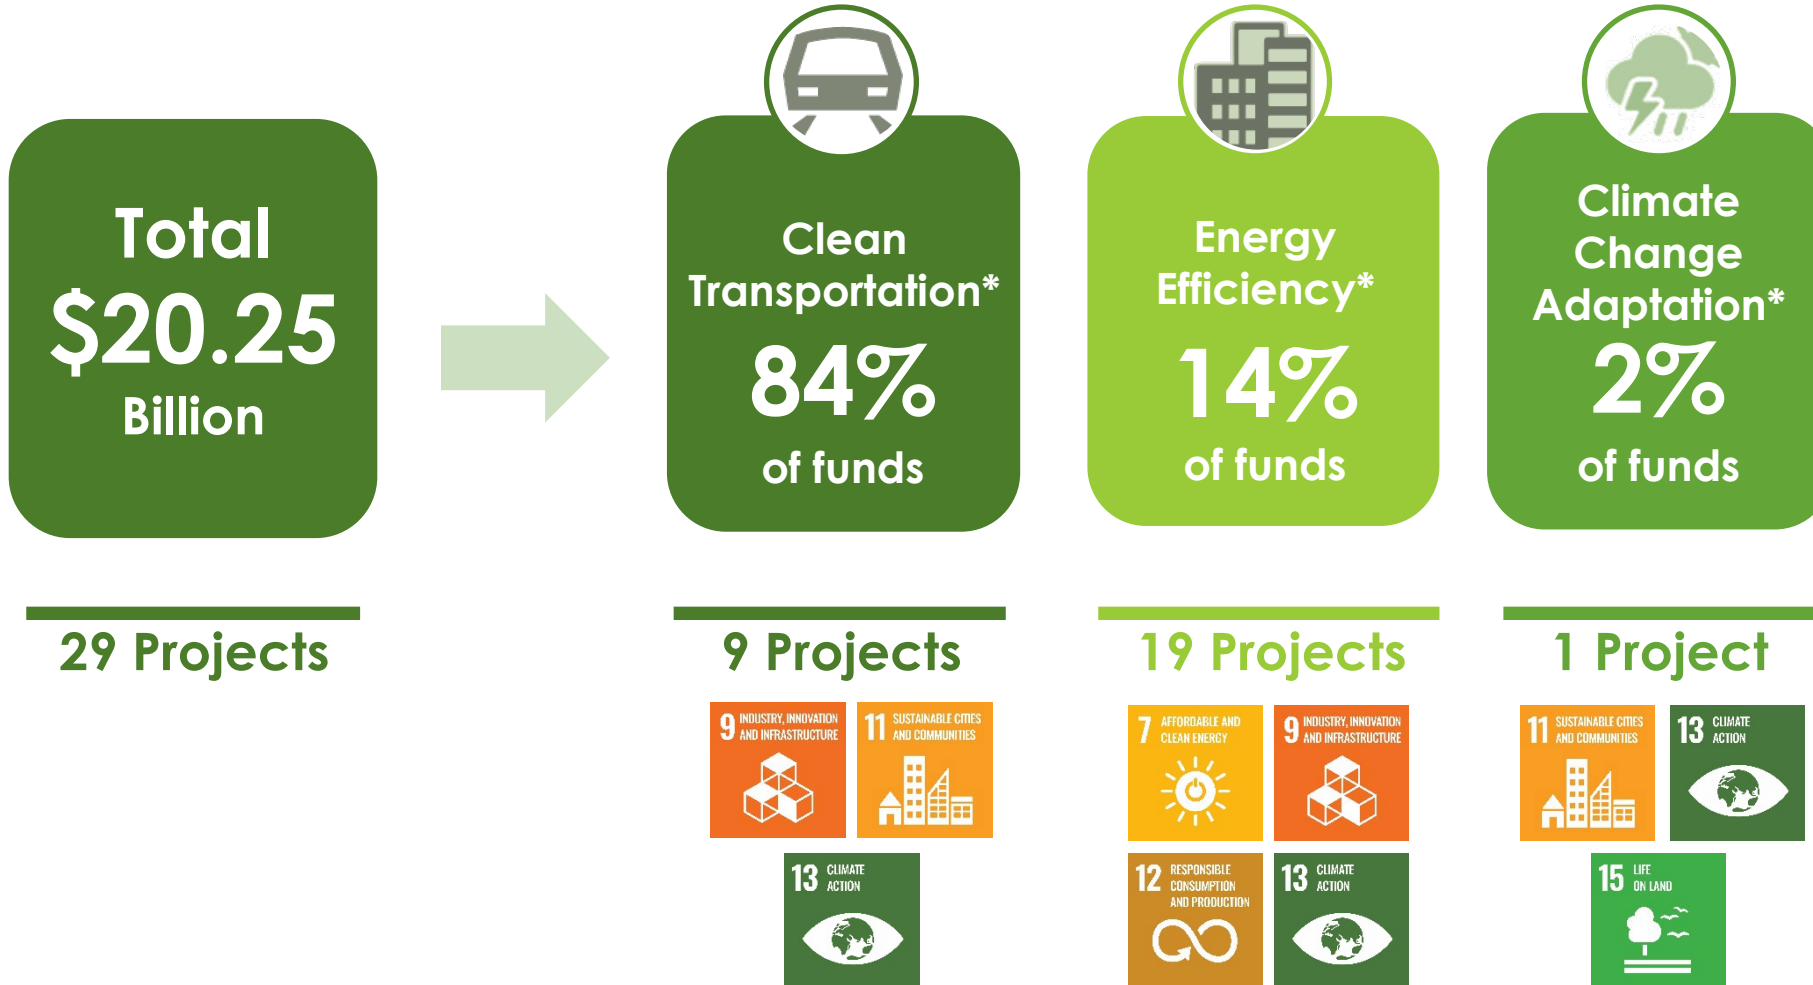 Total
$20.25
Billion
29 Projects
Clean
Transportation*
84%
of funds
9 Projects
9 INDUSTRY, INNOVATION
AND INFRASTRUCTURE
11 SUSTAINABLE CITIES
AND COMMUNITIES
13 CLIMATE
ACTION
Energy
Efficiency*
14%
of funds
19 Projects
7 AFFORDABLE AND
CLEAN ENERGY
9 INDUSTRY, INNOVATION
AND INFRASTRUCTURE
12 RESPONSIBLE
CONSUMPTION
AND PRODUCTION
13 CLIMATE
ACTION
Climate
Change
Adaptation*
2%
of funds
1 Project
11 SUSTAINABLE CITIES
AND COMMUNITIES
13 CLIMATE
ACTION
15 LIFE
ON LAND